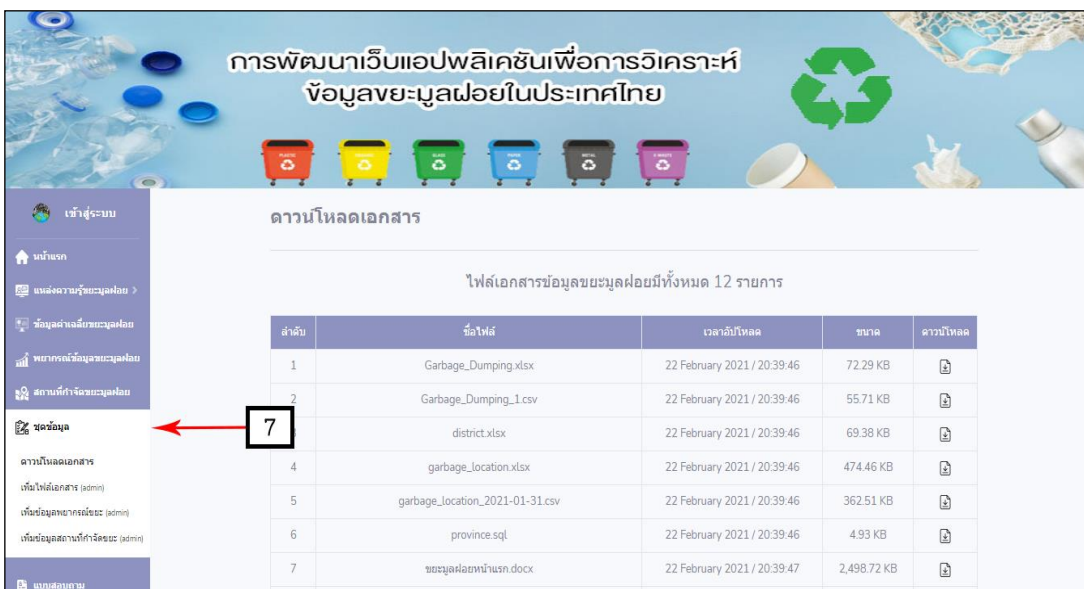 การพัฒนาเว็บแอปพลิเคชันเพื่อการวิเคราะห์
ข้อมูลขยะมูลฝอยในประเทศไทย
เข้าสู่ระบบ
หน้าแรก
แหล่งความรู้ขยะมูลฝอย >
ข้อมูลค่าเฉลี่ยขยะมูลฝอย
พยากรณ์ข้อมูลขยะมูลฝอย
สถานที่กำจัดขยะมูลฝอย
ชุดข้อมูล
ดาวน์โหลดเอกสาร
เพิ่มไฟล์เอกสาร (admin)
เพิ่มข้อมูลพยากรณ์ขยะ (admin)
เพิ่มข้อมูลสถานที่กำจัดขยะ (admin)
แบบสอบถาม
7
ดาวน์โหลดเอกสาร
ไฟล์เอกสารข้อมูลขยะมูลฝอยมีทั้งหมด 12 รายการ
ลำดับ ชื่อไฟล์ เวลาอัปโหลด ขนาด ดาวน์โหลด
1 Garbage_Dumping.xlsx 22 February 2021 / 20:39:46 72.29 KB
2 Garbage_Dumping_1.csv 22 February 2021 / 20:39:46 55.71 KB
district.xlsx 22 February 2021 / 20:39:46 69.38 KB
4 garbage_location.xlsx 22 February 2021 / 20:39:46 474.46 KB
5 garbage_location_2021-01-31.csv 22 February 2021 / 20:39:46 362.51 KB
6 province.sql 22 February 2021 / 20:39:46 4.93 KB
7 ขยะมูลฝอยหน้าแรก.docx 22 February 2021 / 20:39:47 2,498.72 KB